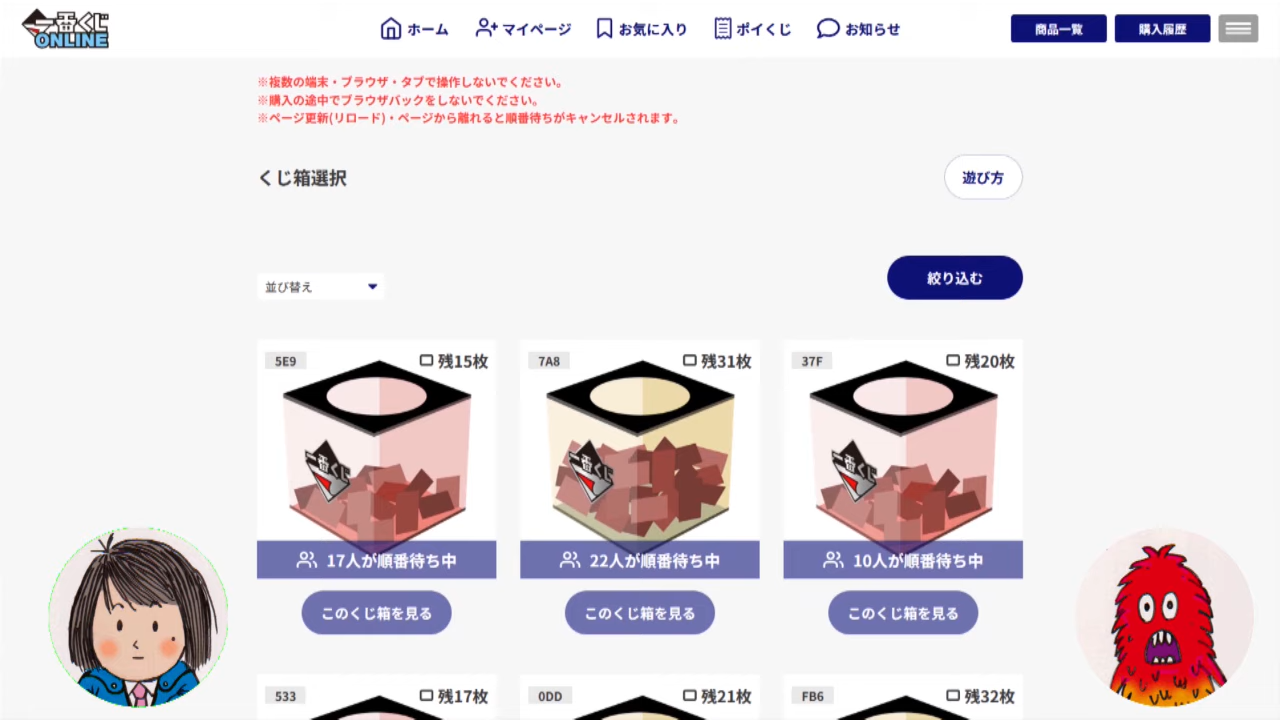 一番くじ
ONLINE
ホーム
マイページ
お気に入り
ポイくじ
お知らせ
商品一覧
購入履歴
※複数の端末・ブラウザ・タブで操作しないでください。
※購入の途中でブラウザバックをしないでください。
※ページ更新(リロード)・ページから離れると順番待ちがキャンセルされます。
くじ箱選択
遊び方
並び替え
絞り込む
5E9
残15枚
一番くじ
17人が順番待ち中
このくじ箱を見る
7A8
残31枚
一番くじ
22人が順番待ち中
このくじ箱を見る
37F
残20枚
一番くじ
10人が順番待ち中
このくじ箱を見る
533
残17枚
0DD
残21枚
FB6
残32枚